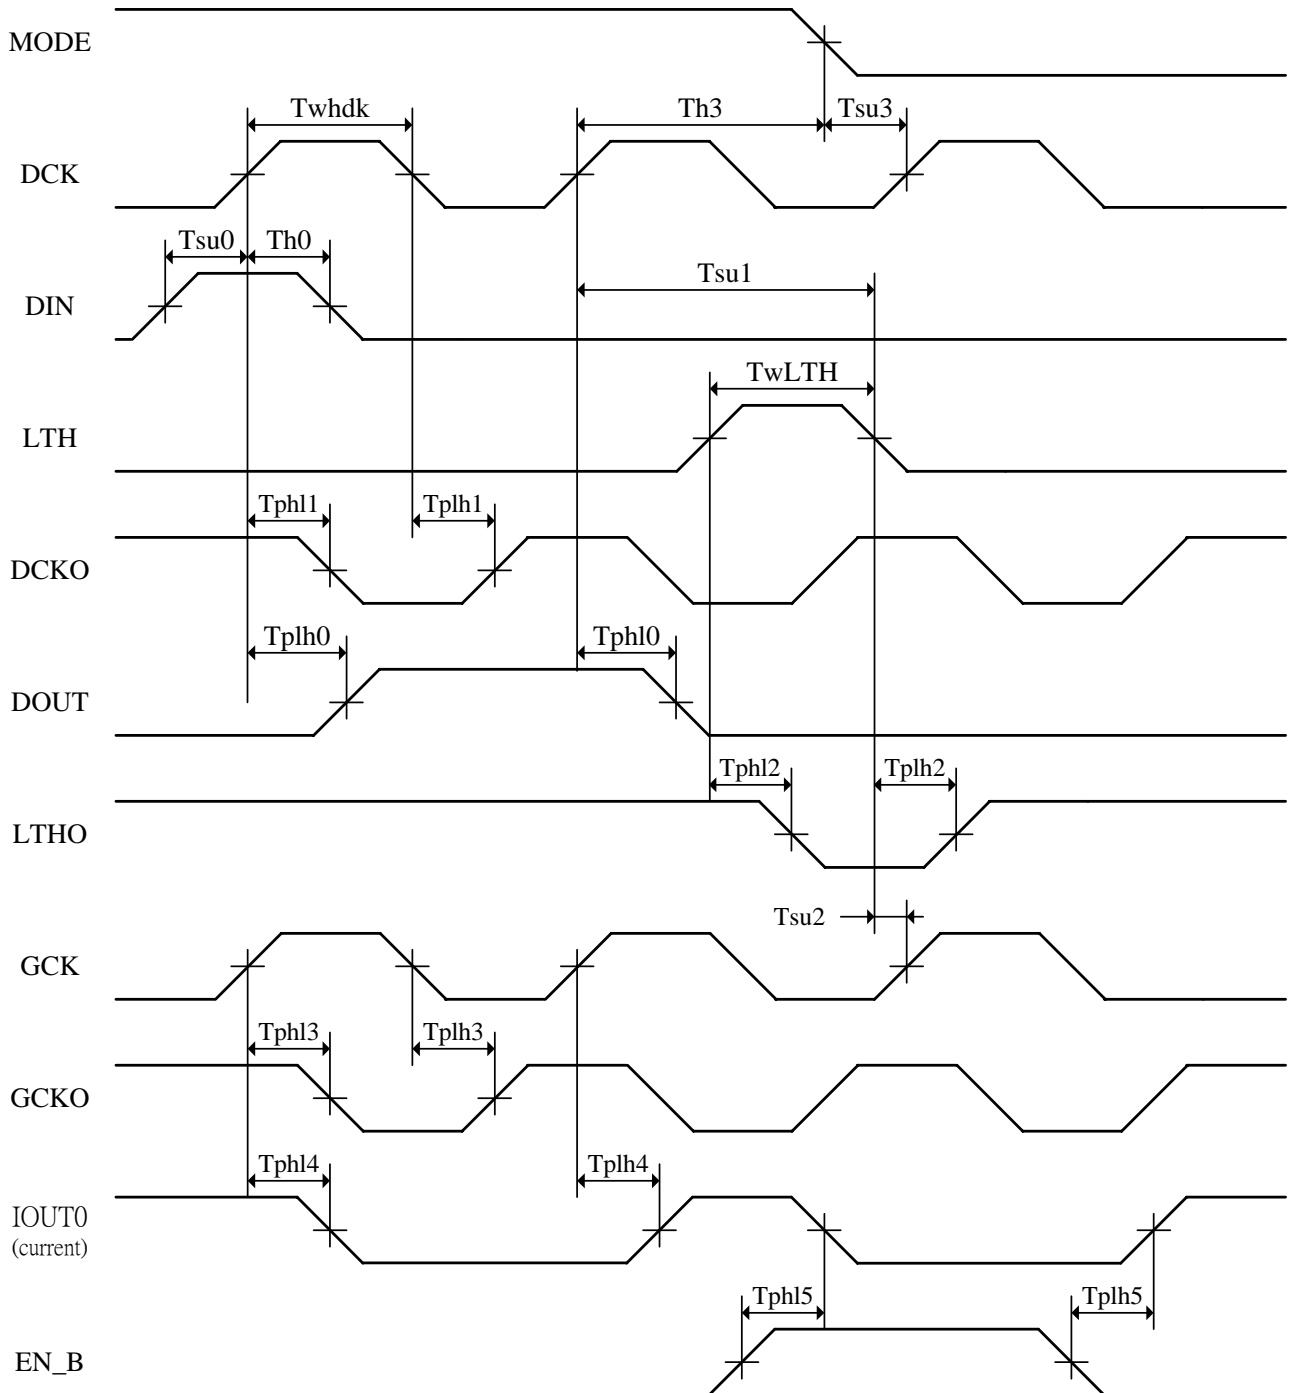 MODE
Twhdk
Th3
Tsu3
DCK
Tsu0
Th0
Tsu1
DIN
TwLTH
LTH
Tphl1
Tplh1
DCKO
Tplh0
Tphl0
DOUT
Tphl2
Tplh2
LTHO
Tsu2
GCK
Tphl3
Tplh3
GCKO
Tphl4
Tplh4
IOUT0
(current)
Tphl5
Tplh5
EN_B